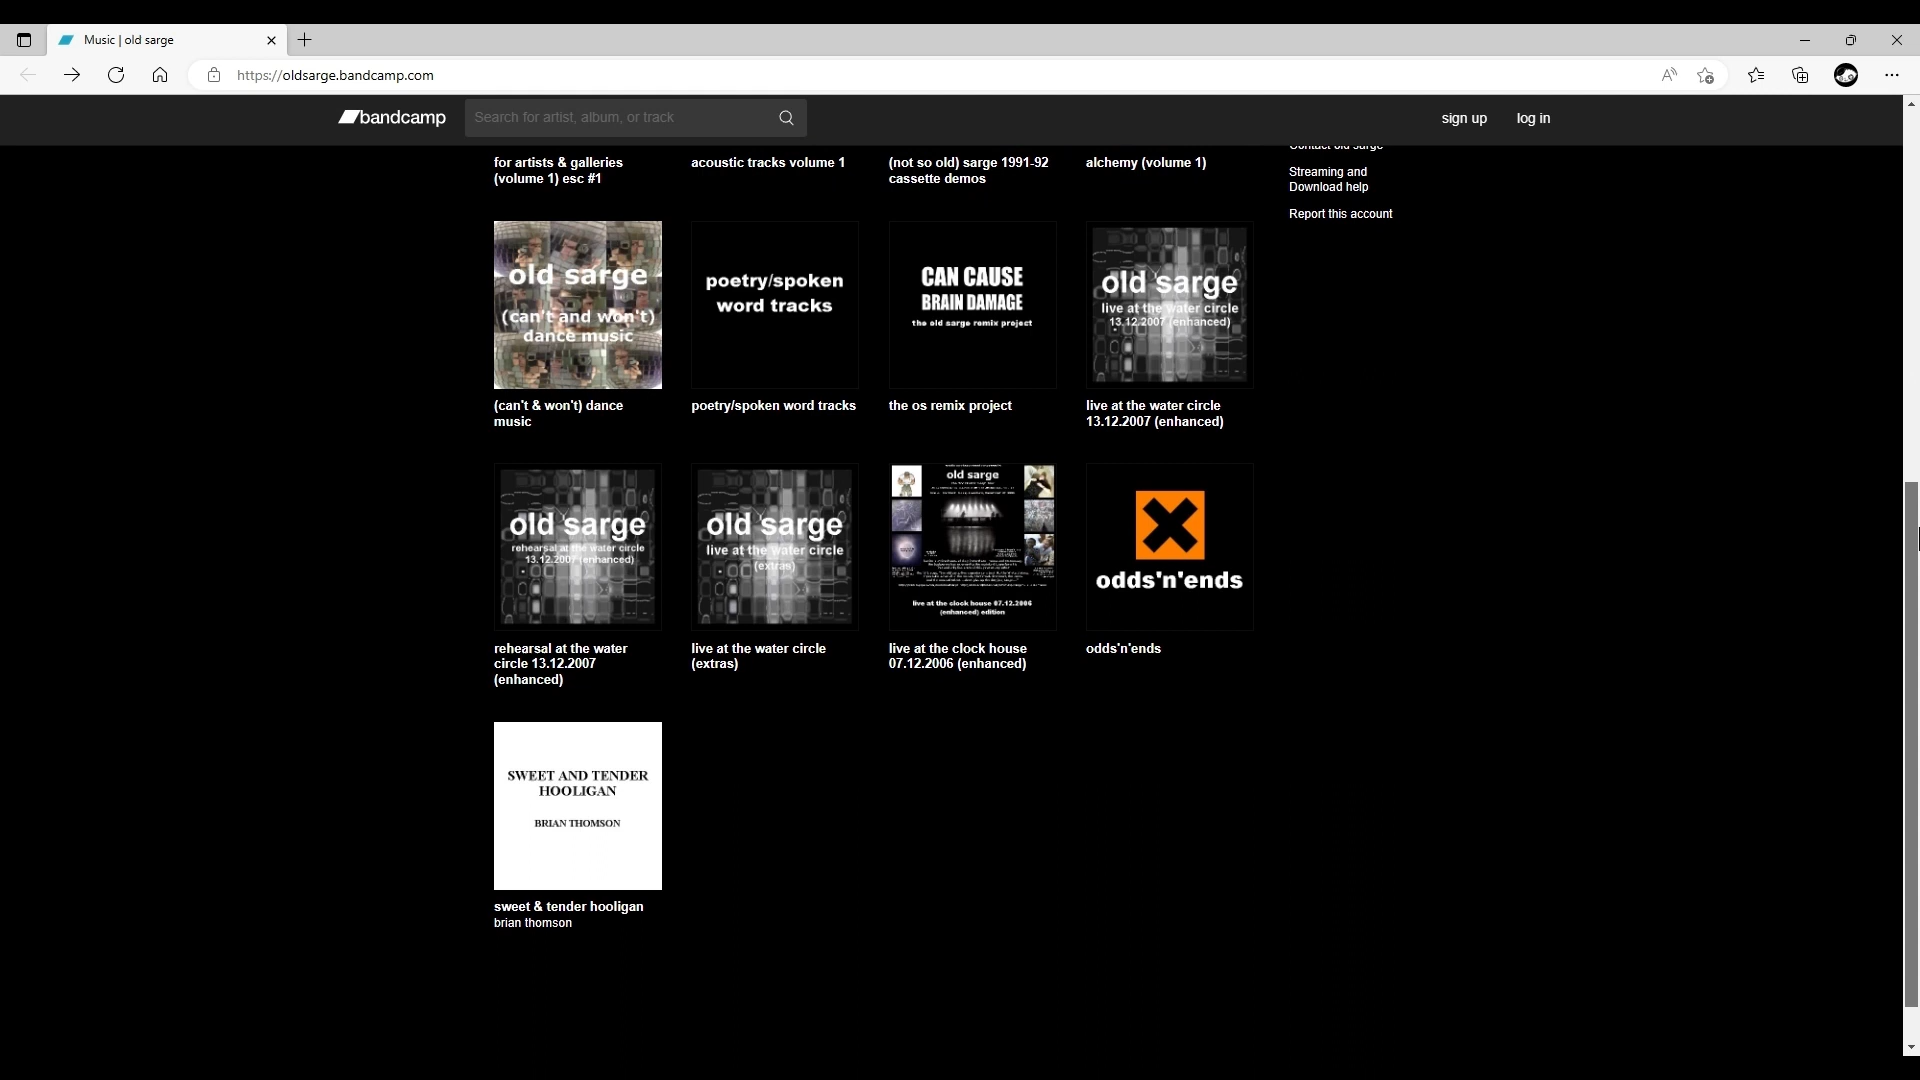 Music | old sarge
https://oldsarge.bandcamp.com
bandcamp
Search for artist, album, or track
sign up
log in
Contact old sarge
Streaming and
Download help
Report this account
for artists & galleries
(volume 1) esc #1
acoustic tracks volume 1
(not so old) sarge 1991-92
cassette demos
alchemy (volume 1)
old sarge
(can't and won't)
dance music
poetry/spoken
word tracks
CAN CAUSE
BRAIN DAMAGE
the old sarge remix project
old sarge
live at the water circle
13.12.2007 (enhanced)
(can't & won't) dance
music
poetry/spoken word tracks
the os remix project
live at the water circle
13.12.2007 (enhanced)
old sarge
rehearsal at the water circle
13.12.2007 (enhanced)
old sarge
live at the water circle
(extras)
old sarge
live at the clock house 07.12.2006
(enhanced) edition
odds'n'ends
rehearsal at the water
circle 13.12.2007
(enhanced)
live at the water circle
(extras)
live at the clock house
07.12.2006 (enhanced)
odds'n'ends
SWEET AND TENDER
HOOLIGAN
BRIAN THOMSON
sweet & tender hooligan
brian thomson